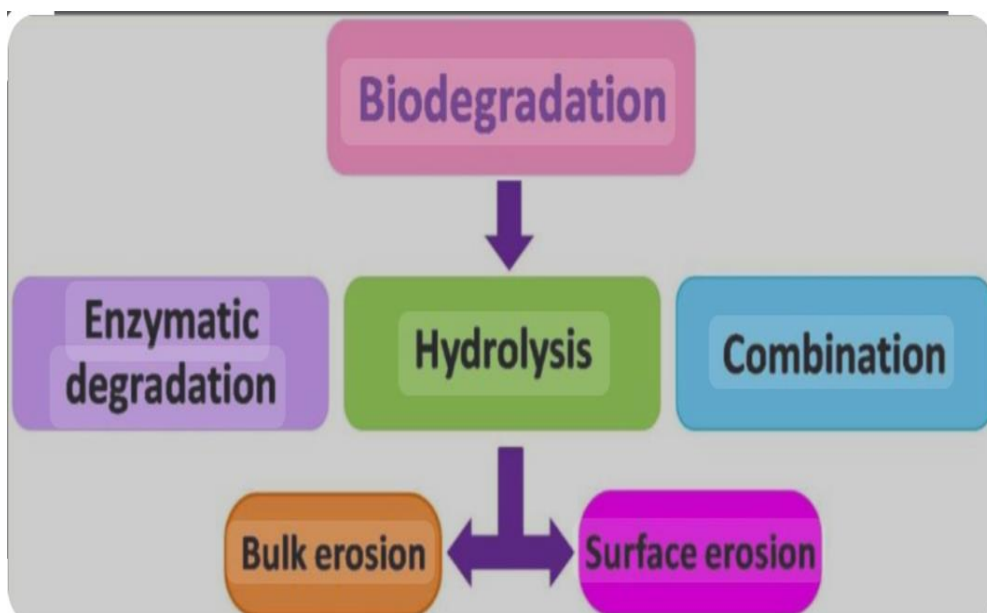 Biodegradation
Enzymatic
degradation
Hydrolysis
Combination
Bulk erosion
Surface erosion